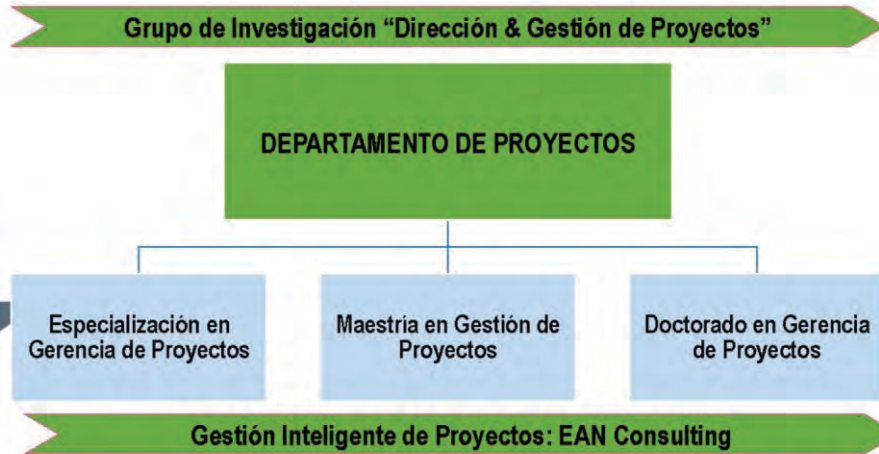 Grupo de Investigación “Dirección & Gestión de Proyectos”
DEPARTAMENTO DE PROYECTOS
Especialización en
Gerencia de Proyectos
Maestría en Gestión de
Proyectos
Doctorado en Gerencia
de Proyectos
Gestión Inteligente de Proyectos: EAN Consulting